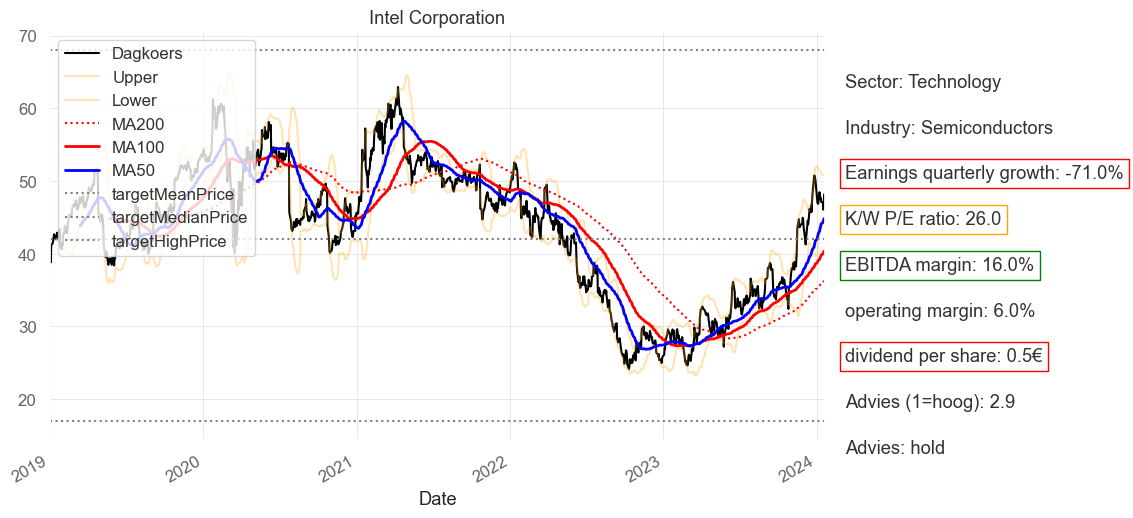 Intel Corporation
70
60
50
40
30
20
Dagkoers
Upper
Lower
MA200
MA100
MA50
targetMeanPrice
targetMedianPrice
targetHighPrice
2019
2020
2021
2022
2023
2024
Date
Sector: Technology
Industry: Semiconductors
Earnings quarterly growth: -71.0%
K/W P/E ratio: 26.0
EBITDA margin: 16.0%
operating margin: 6.0%
dividend per share: 0.5€
Advies (1=hoog): 2.9
Advies: hold